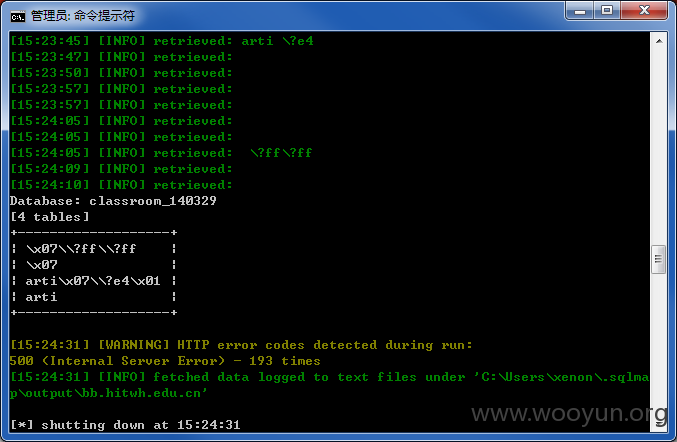 管理员: 命令提示符
[15:23:45] [INFO] retrieved: arti \?e4
[15:23:47] [INFO] retrieved:
[15:23:50] [INFO] retrieved:
[15:23:57] [INFO] retrieved:
[15:23:57] [INFO] retrieved:
[15:24:05] [INFO] retrieved:
[15:24:05] [INFO] retrieved:
[15:24:05] [INFO] retrieved:  \?ff\?ff
[15:24:09] [INFO] retrieved:
[15:24:10] [INFO] retrieved:
Database: classroom_140329
[4 tables]
+-------------------+
| \x07\\?ff\\?ff    |
| \x07              |
| arti\x07\\?e4\x01 |
| arti              |
+-------------------+
[15:24:31] [WARNING] HTTP error codes detected during run:
500 (Internal Server Error) - 193 times
[15:24:31] [INFO] fetched data logged to text files under 'C:\Users\xenon\.sqlma
p\output\bb.hitwh.edu.cn'
[*] shutting down at 15:24:31
www.wooyun.org